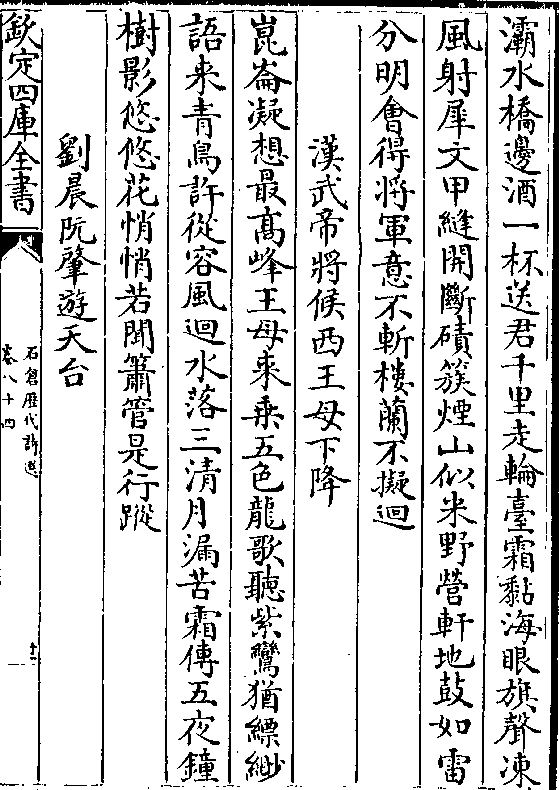 灞水橋邊酒一杯送君千里走輪臺霜黏海眼旗聲凍
風射犀文甲縫開斷磧簇煙山似米野營軒地鼓如雷
分明㑹得將軍意不斬樓蘭不擬迴
漢武帝將候西王母下降
崑崙凝想最高峰王母來乗五色龍歌聽紫鸞猶縹緲
語来青鳥許從容風迴水落三清月漏苦霜傳五夜鐘
樹影悠悠花悄悄若聞簫管是行蹤
劉晨阮肇遊天台
欽定四庫全書
石倉歴代詩選
卷八十四
十一